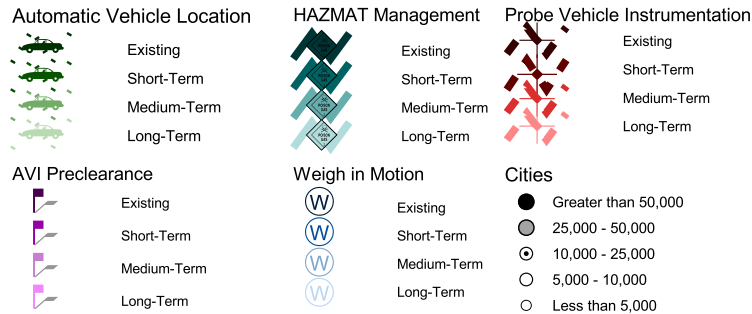 Automatic Vehicle Location
Existing
Short-Term
Medium-Term
Long-Term
HAZMAT Management
Existing
Short-Term
Medium-Term
Long-Term
Probe Vehicle Instrumentation
Existing
Short-Term
Medium-Term
Long-Term
AVI Preclearance
Existing
Short-Term
Medium-Term
Long-Term
Weigh in Motion
W
Existing
W
Short-Term
W
Medium-Term
W
Long-Term
Cities
Greater than 50,000
25,000 - 50,000
10,000 - 25,000
5,000 - 10,000
Less than 5,000